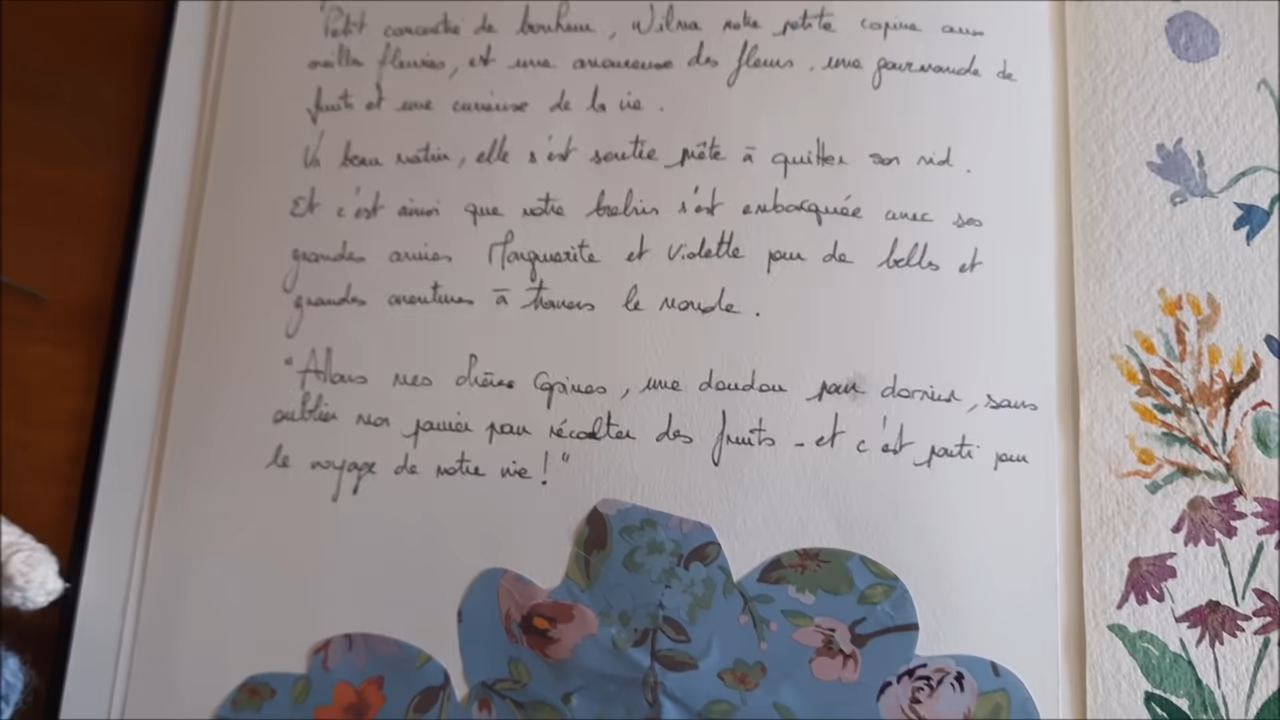 "Petit concentré de bonheur, Wilna notre petite copine aux
oreilles fleuries, est une amoureuse des fleurs, une gourmande de
fruits et une curieuse de la vie.
Un beau matin, elle s'est sentie prête à quitter son nid.
Et c'est ainsi que notre brebis s'est embarquée avec ses
grandes amies Marguerite et Violette pour de belles et
grandes aventures à travers le monde.
"Allons mes chères Copines, une doudou pour dormir, sans
oublier mon panier pour récolter des fruits - et c'est parti pour
le voyage de notre vie!"